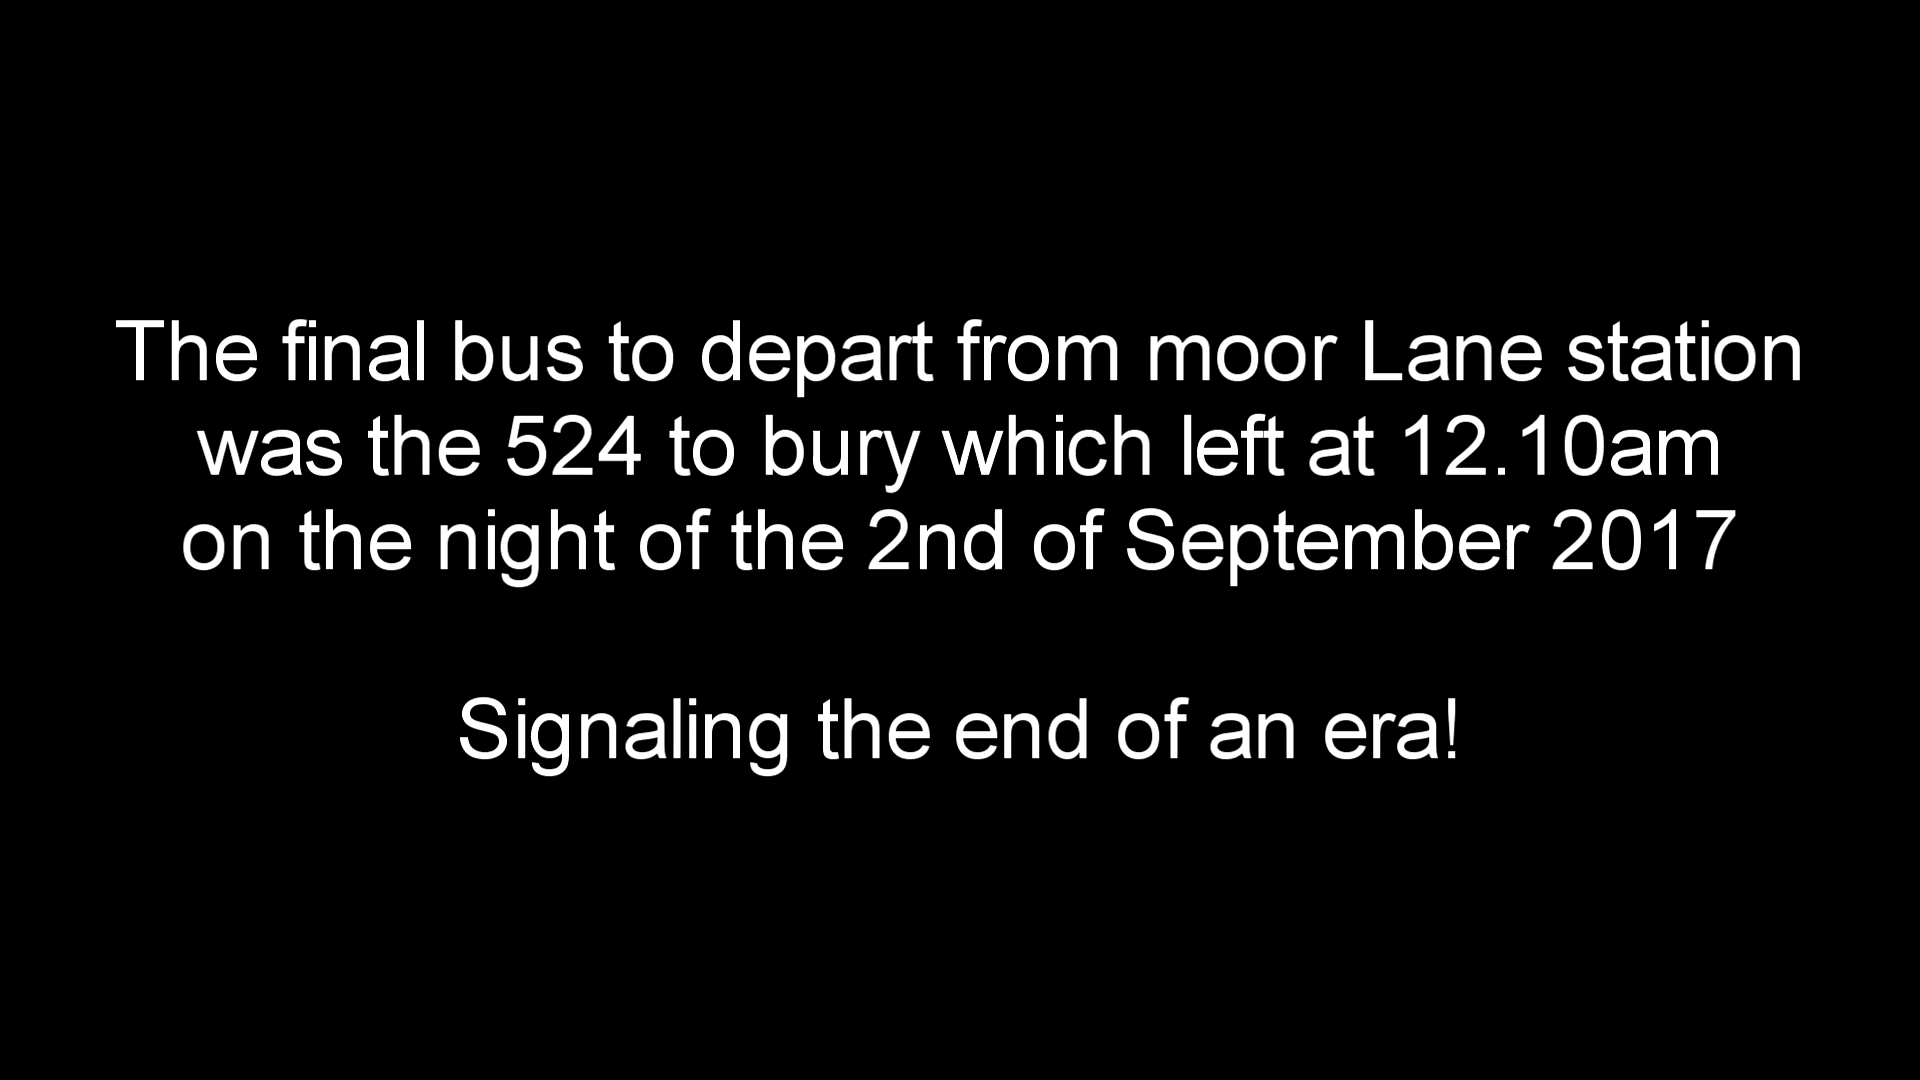 The final bus to depart from moor Lane station
was the 524 to bury which left at 12.10am
on the night of the 2nd of September 2017
Signaling the end of an era!